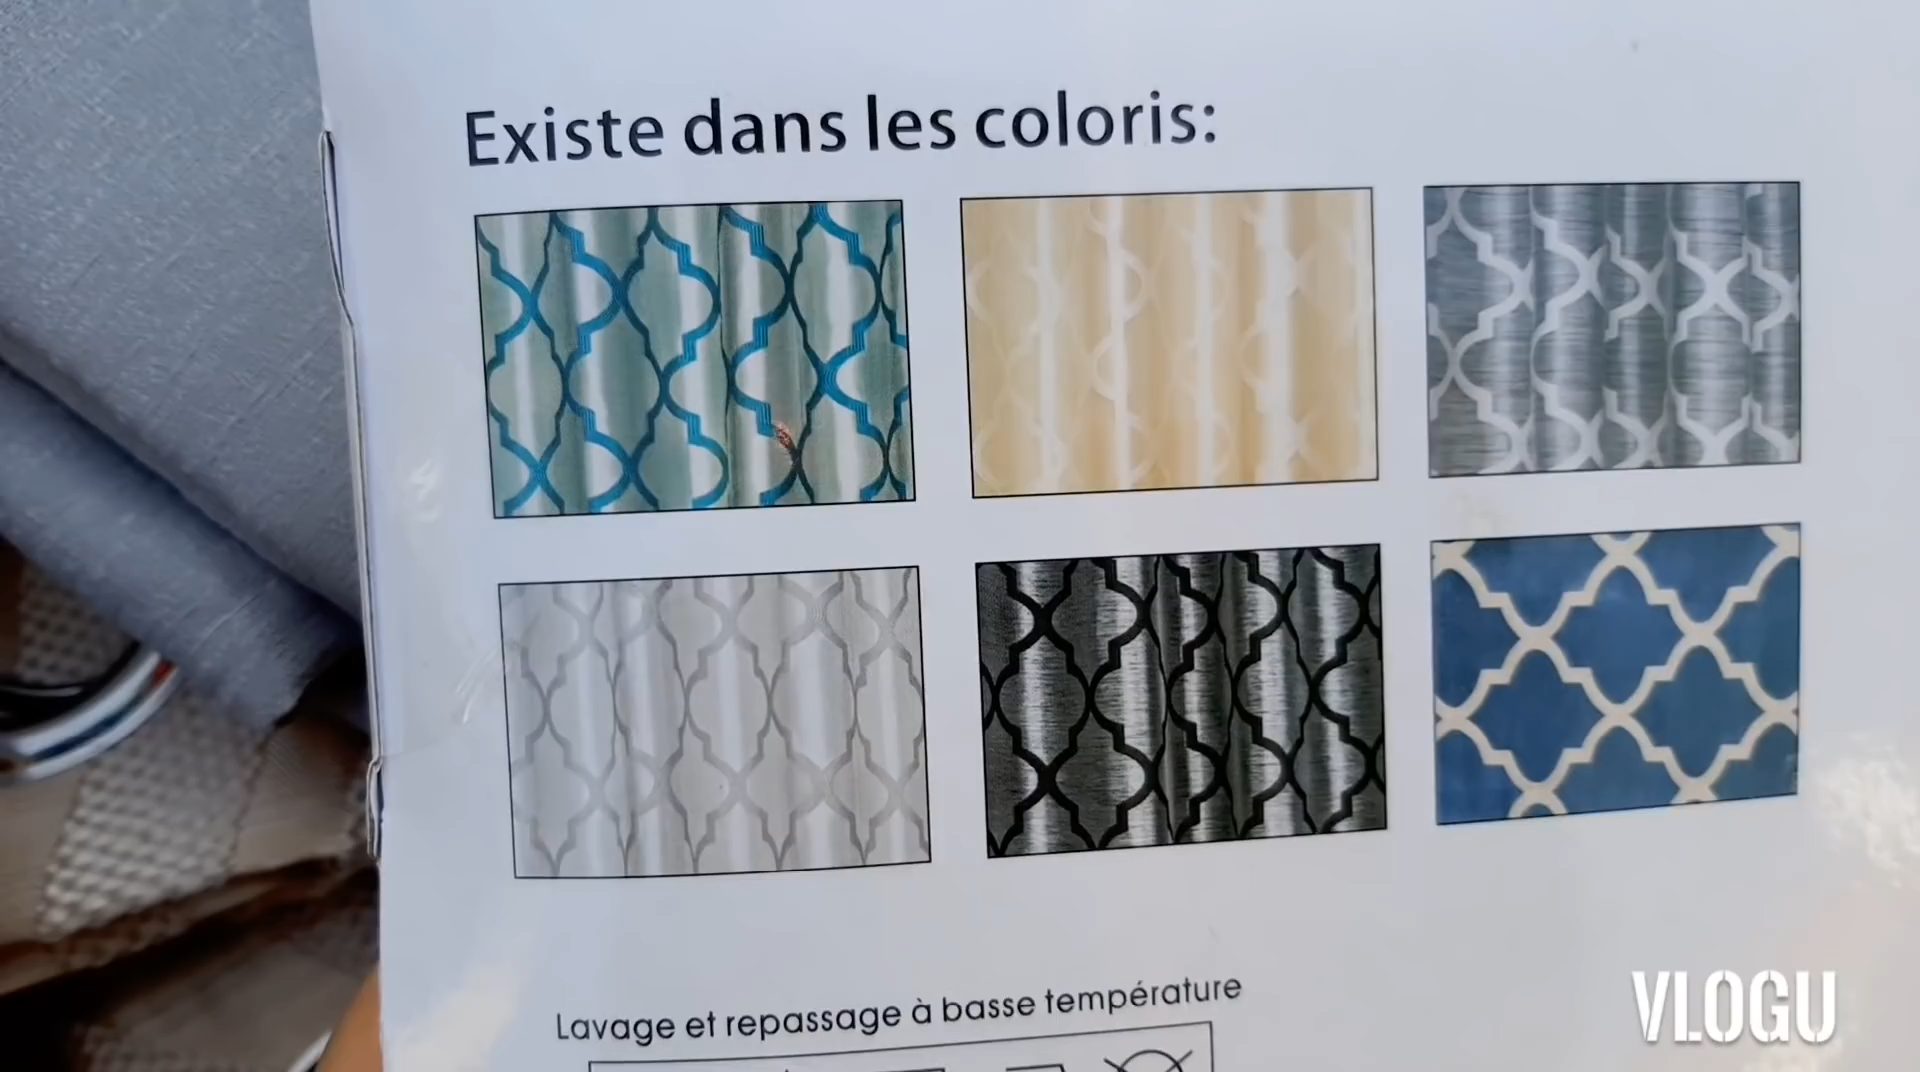 Existe dans les coloris:
Lavage et repassage à basse température
VLOGU